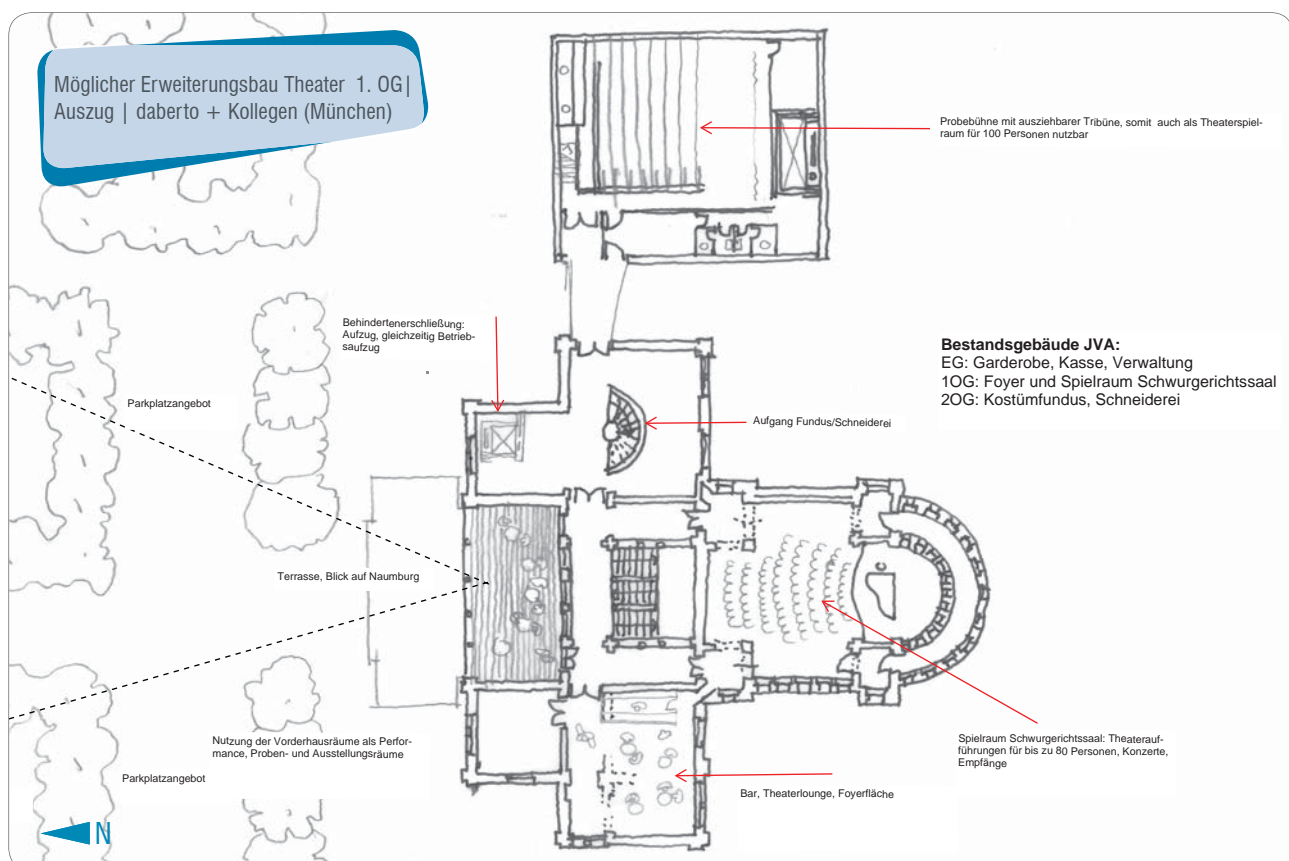 Möglicher Erweiterungsbau Theater 1. OG|
Auszug | daberto + Kollegen (München)
Probebühne mit ausziehbarer Tribüne, somit auch als Theaterspiel-
raum für 100 Personen nutzbar
Behindertenerschließung:
Aufzug, gleichzeitig Betrieb-
saufzug
Bestandsgebäude JVA:
EG: Garderobe, Kasse, Verwaltung
1OG: Foyer und Spielraum Schwurgerichtssaal
2OG: Kostümfundus, Schneiderei
Parkplatzangebot
Aufgang Fundus/Schneiderei
Terrasse, Blick auf Naumburg
Nutzung der Vorderhausräume als Perfor-
mance, Proben- und Ausstellungsräume
Parkplatzangebot
Spielraum Schwurgerichtssaal: Theaterauf-
führungen für bis zu 80 Personen, Konzerte,
Empfänge
Bar, Theaterlounge, Foyerfläche
N